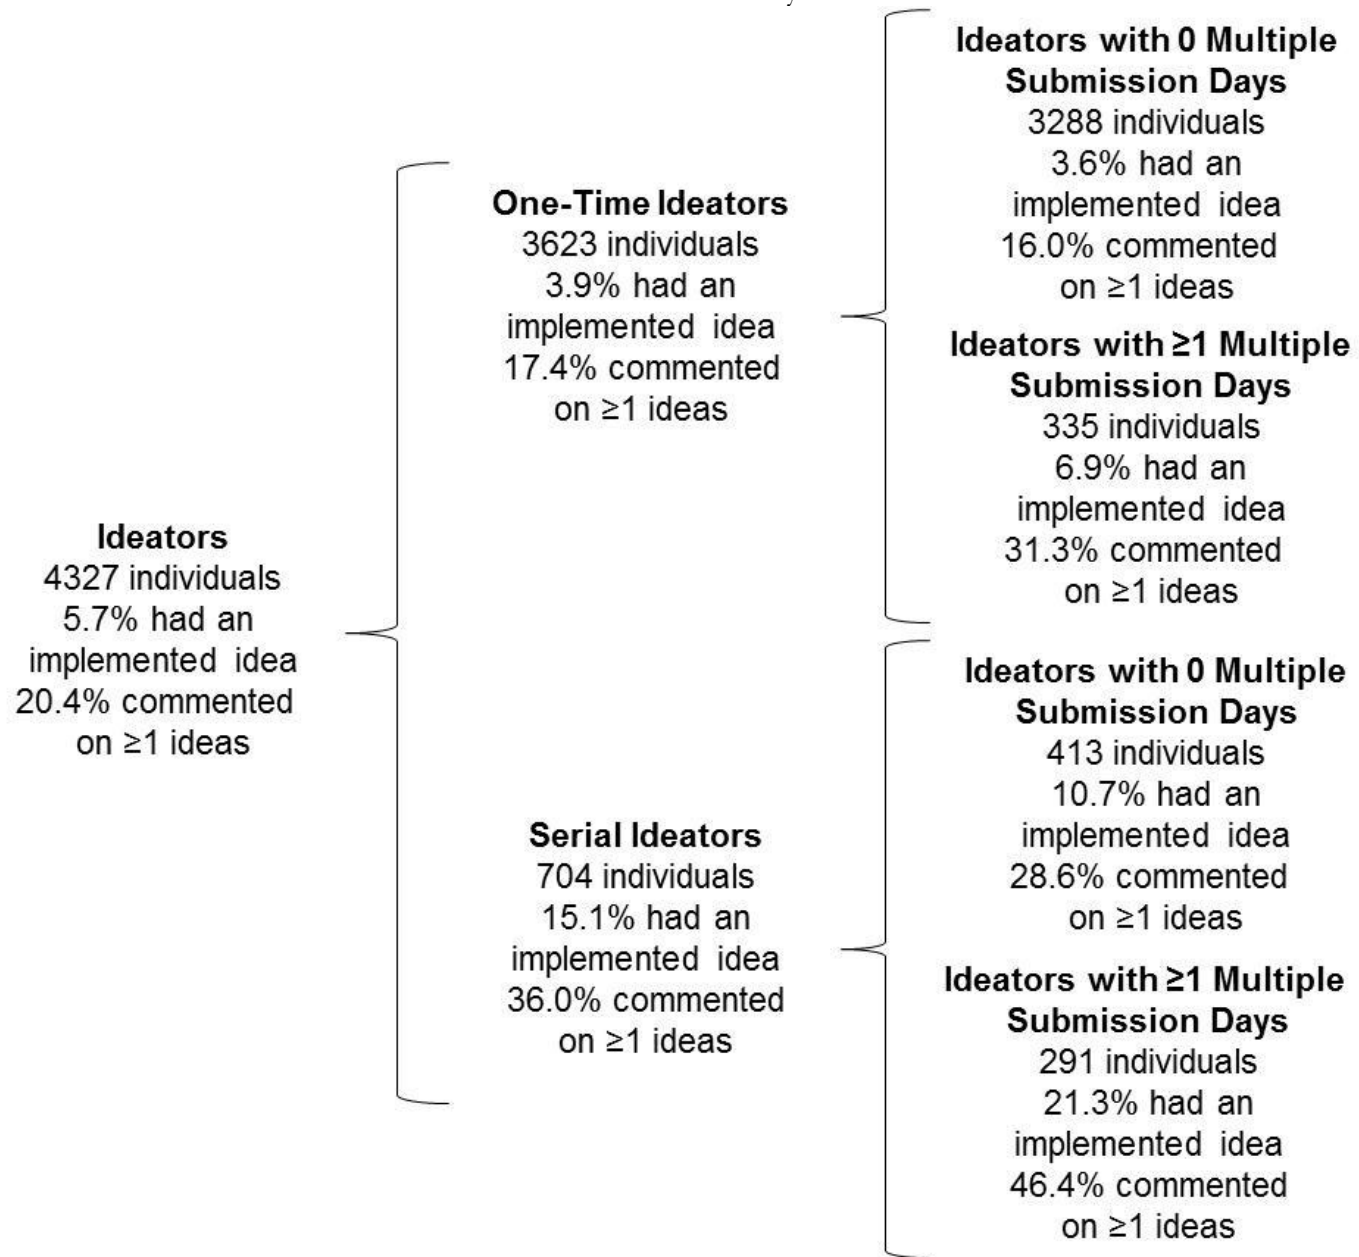 Ideators
4327 individuals
5.7% had an
implemented idea
20.4% commented
on ≥1 ideas
One-Time Ideators
3623 individuals
3.9% had an
implemented idea
17.4% commented
on ≥1 ideas
Serial Ideators
704 individuals
15.1% had an
implemented idea
36.0% commented
on ≥1 ideas
Ideators with 0 Multiple
Submission Days
3288 individuals
3.6% had an
implemented idea
16.0% commented
on ≥1 ideas
Ideators with ≥1 Multiple
Submission Days
335 individuals
6.9% had an
implemented idea
31.3% commented
on ≥1 ideas
Ideators with 0 Multiple
Submission Days
413 individuals
10.7% had an
implemented idea
28.6% commented
on ≥1 ideas
Ideators with ≥1 Multiple
Submission Days
291 individuals
21.3% had an
implemented idea
46.4% commented
on ≥1 ideas